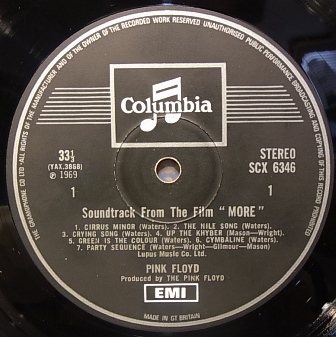 THE GRAMOPHONE CO LTD · ALL RIGHTS OF THE MANUFACTURER AND OF THE OWNER OF THE RECORDED WORK RESERVED UNAUTHORISED PUBLIC PERFORMANCE BROADCASTING AND COPYING OF THIS RECORD PROHIBITED
Columbia
33⅓
(YAX.3868)
℗ 1969
STEREO
SCX 6346
1
1
Soundtrack From The Film "MORE"
1. CIRRUS MINOR (Waters). 2. THE NILE SONG (Waters).
3. CRYING SONG (Waters). 4. UP THE KHYBER (Mason—Wright).
5. GREEN IS THE COLOUR (Waters). 6. CYMBALINE (Waters).
7. PARTY SEQUENCE (Waters—Wright—Gilmour—Mason)
Lupus Music Co. Ltd.
PINK FLOYD
Produced by THE PINK FLOYD
EMI
MADE IN GT BRITAIN